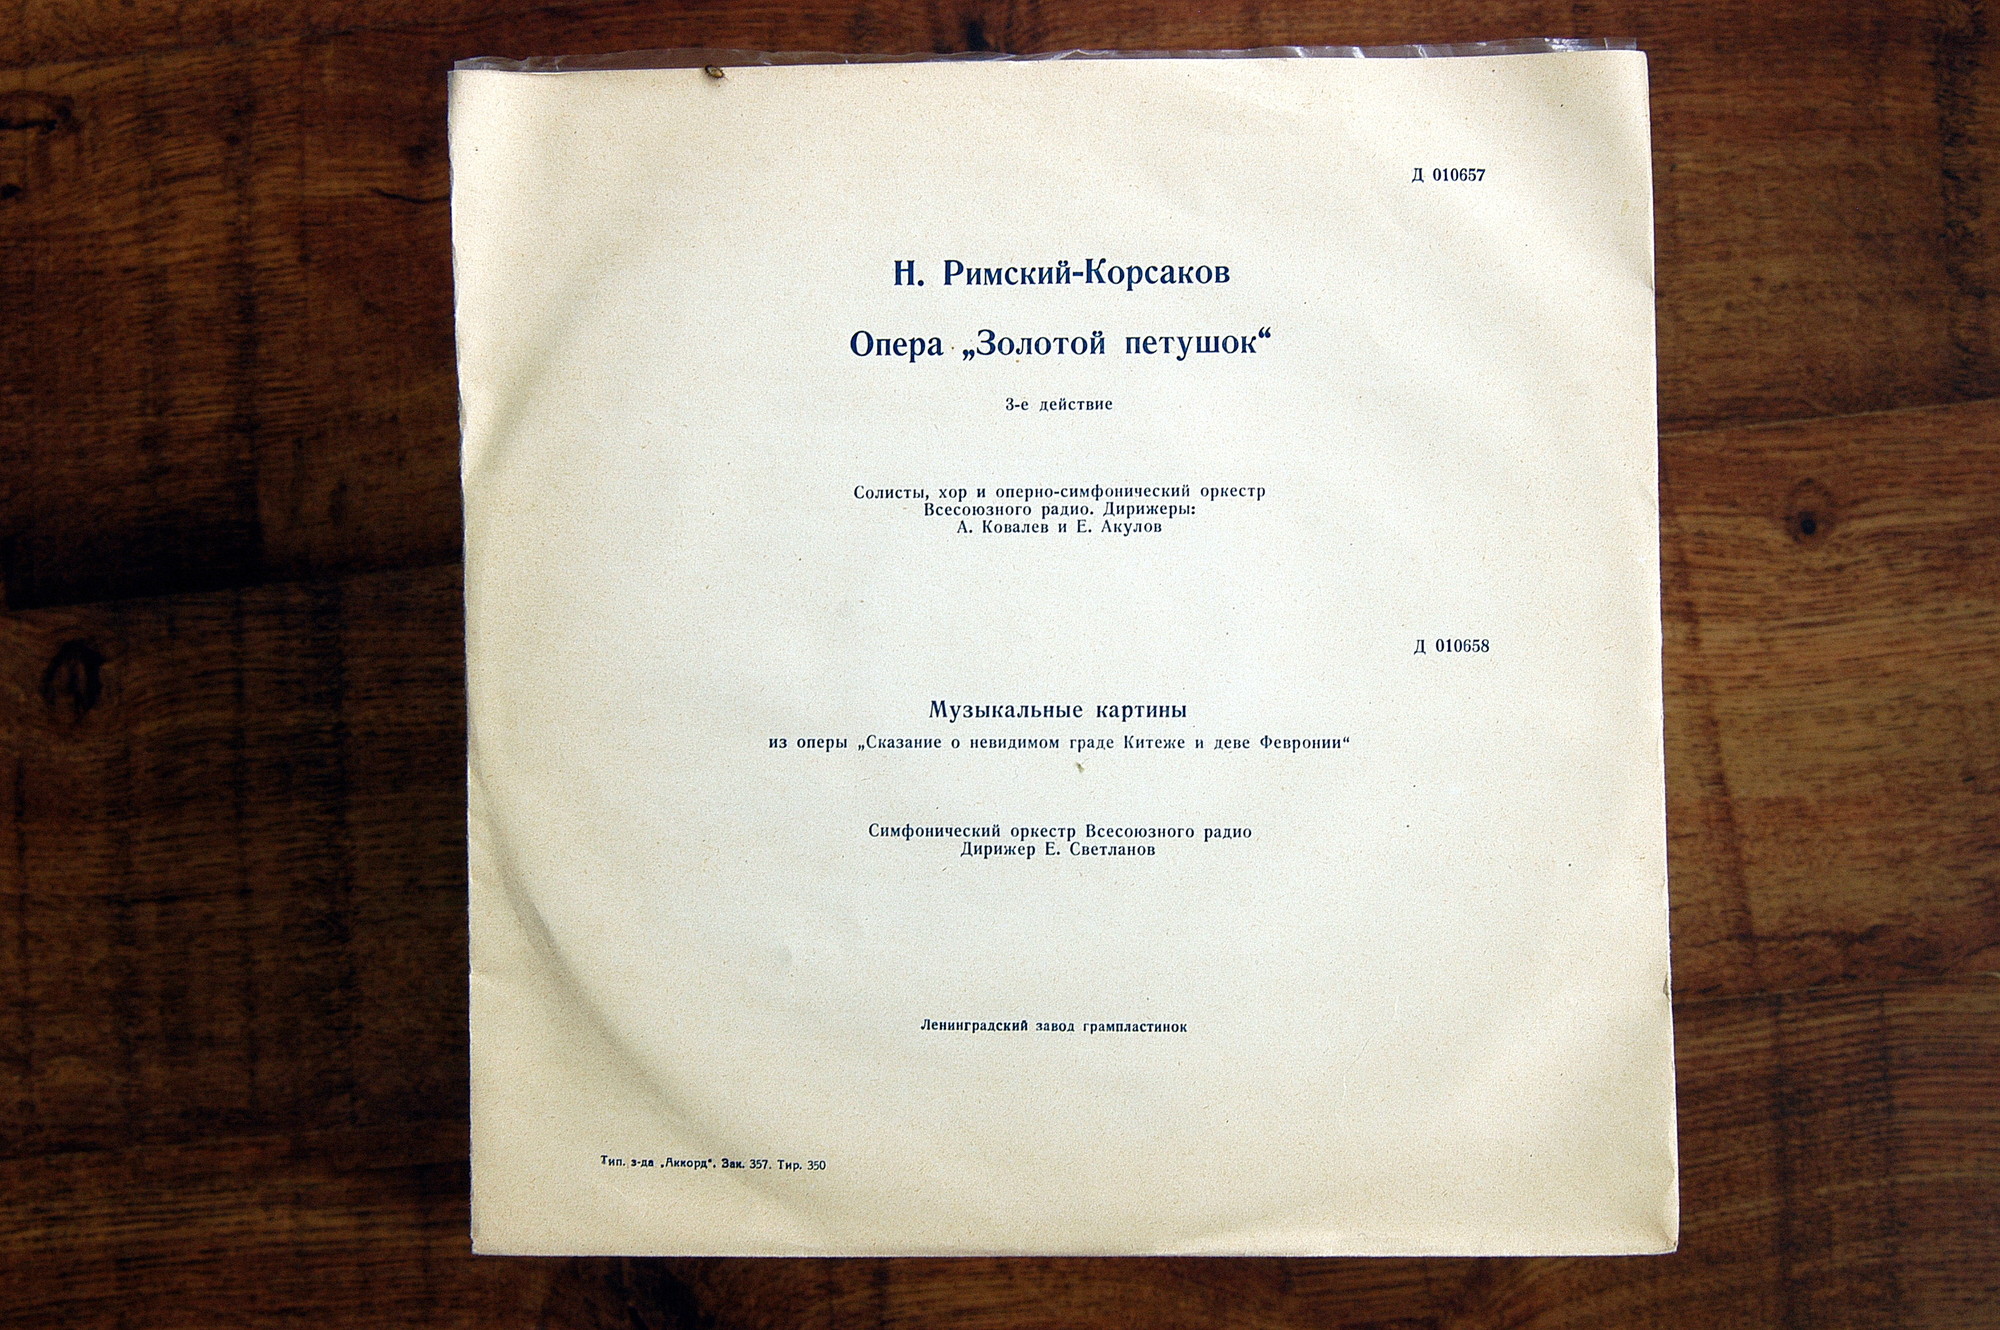 Д 010657
Н. Римский-Корсаков
Опера „Золотой петушок“
3-е действие
Солисты, хор и оперно-симфонический оркестр
Всесоюзного радио. Дирижеры:
А. Ковалев и Е. Акулов
Д 010658
Музыкальные картины
из оперы „Сказание о невидимом граде Китеже и деве Февронии“
Симфонический оркестр Всесоюзного радио
Дирижер Е. Светланов
Ленинградский завод грампластинок
Тип. з-да „Аккорд“. Зак. 357. Тир. 350